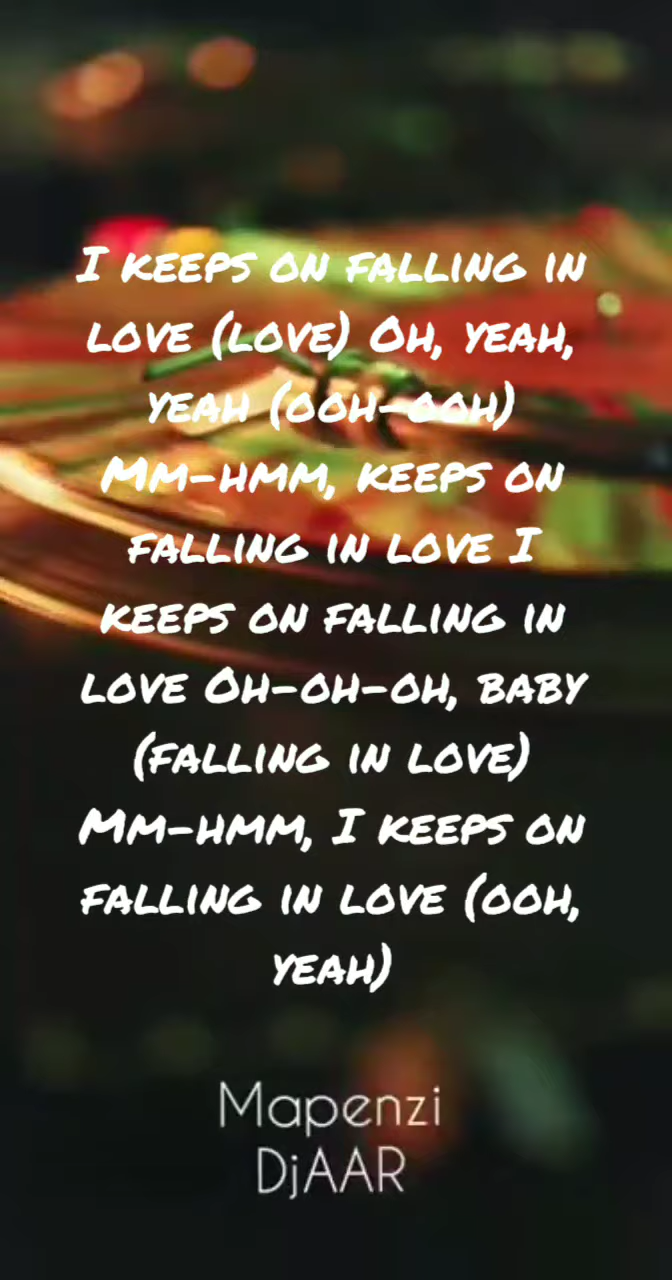 I keeps on falling in
love (love) Oh, yeah,
yeah (ooh-ooh)
Mm-hmm, keeps on
falling in love I
keeps on falling in
love Oh-oh-oh, baby
(falling in love)
Mm-hmm, I keeps on
falling in love (ooh,
yeah)
Mapenzi
DjAAR